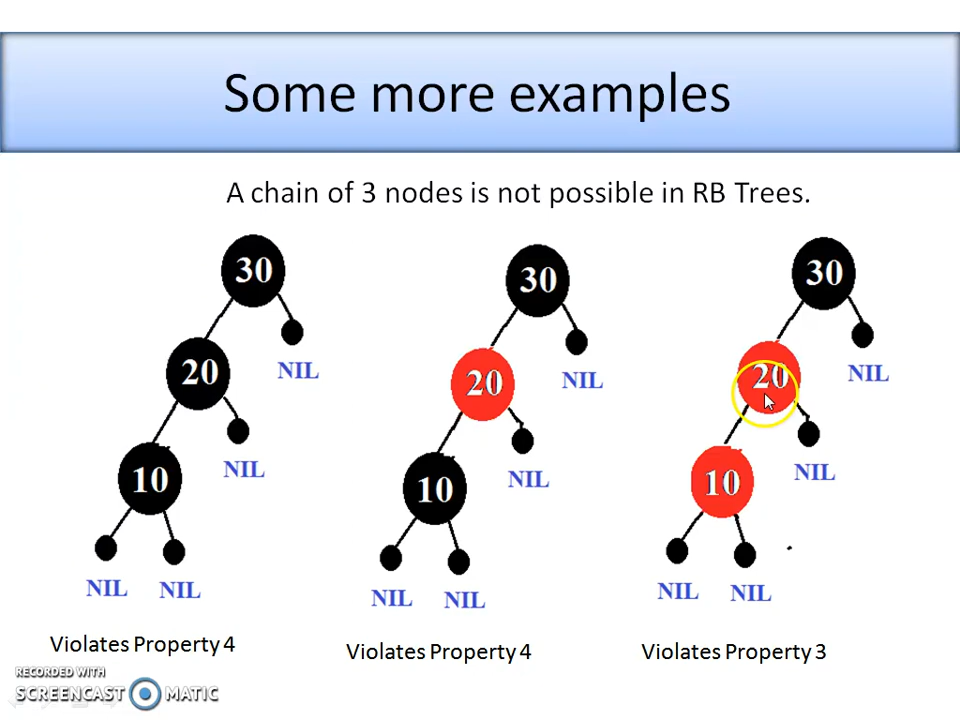 Some more examples
A chain of 3 nodes is not possible in RB Trees.
30
NIL
20
NIL
10
NIL NIL
Violates Property 4
30
NIL
20
NIL
10
NIL NIL
Violates Property 4
30
NIL
20
NIL
10
NIL NIL
Violates Property 3
RECORDED WITH
SCREENCAST MATIC